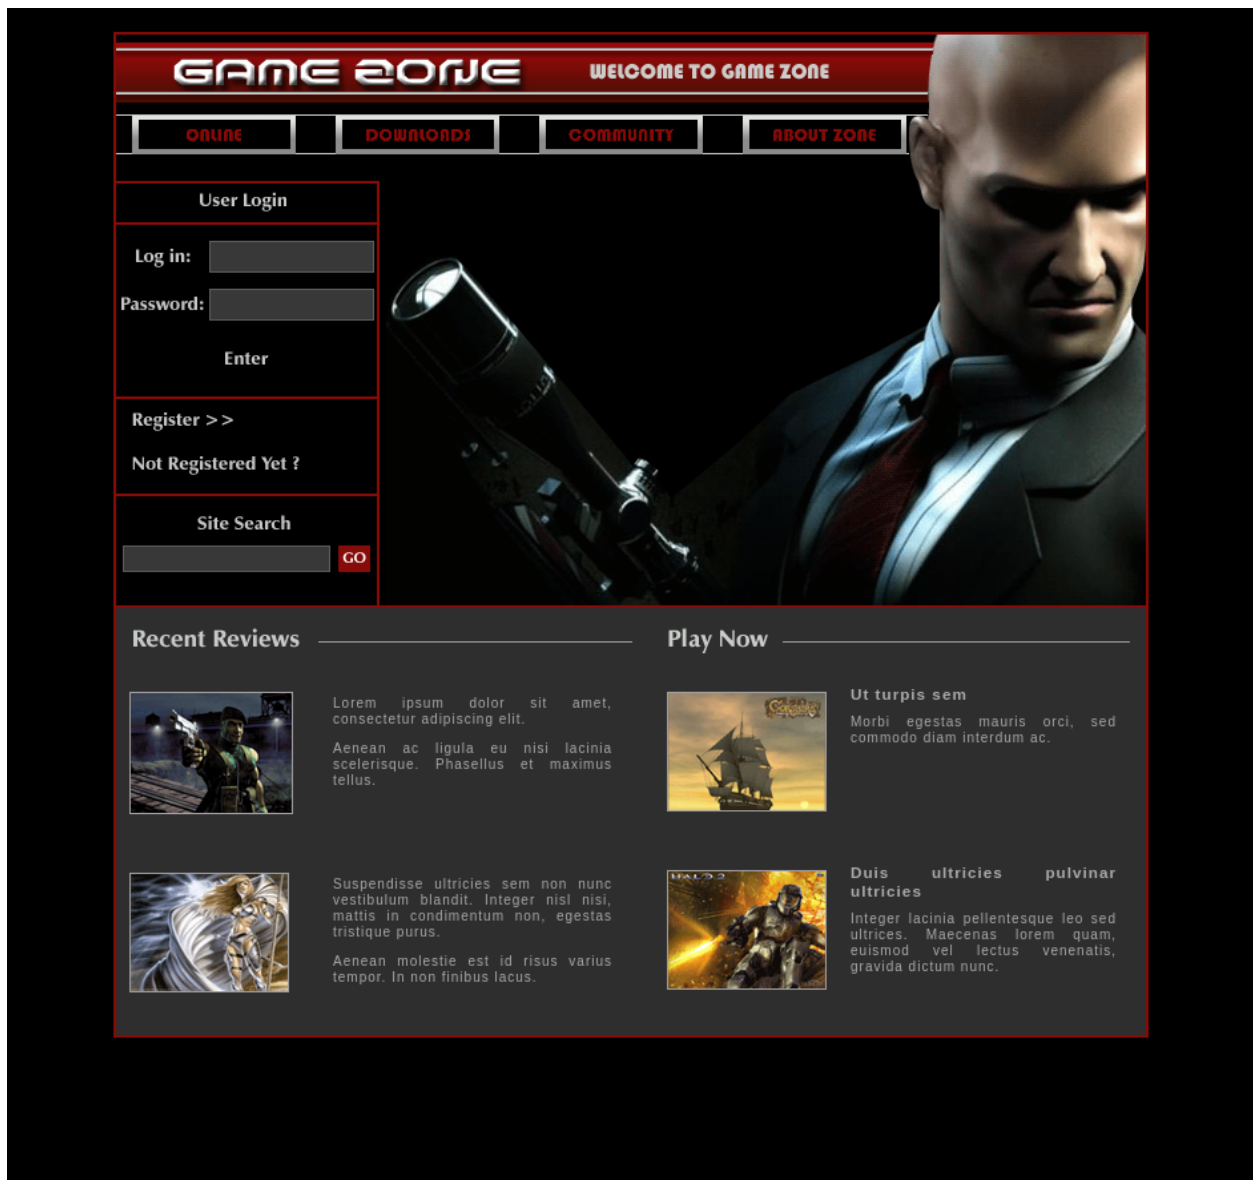 GAME ZONE
WELCOME TO GAME ZONE
ONLINE
DOWNLOADS
COMMUNITY
ABOUT ZONE
User Login
Log in:
Password:
Enter
Register >>
Not Registered Yet ?
Site Search
GO
Recent Reviews
Lorem ipsum dolor sit amet,
consectetur adipiscing elit.
Aenean ac ligula eu nisi lacinia
scelerisque. Phasellus et maximus
tellus.
Suspendisse ultricies sem non nunc
vestibulum blandit. Integer nisl nisi,
mattis in condimentum non, egestas
tristique purus.
Aenean molestie est id risus varius
tempor. In non finibus lacus.
Play Now
Ut turpis sem
Morbi egestas mauris orci, sed
commodo diam interdum ac.
HALO 2
Duis ultricies pulvinar
ultricies
Integer lacinia pellentesque leo sed
ultrices. Maecenas lorem quam,
euismod vel lectus venenatis,
gravida dictum nunc.